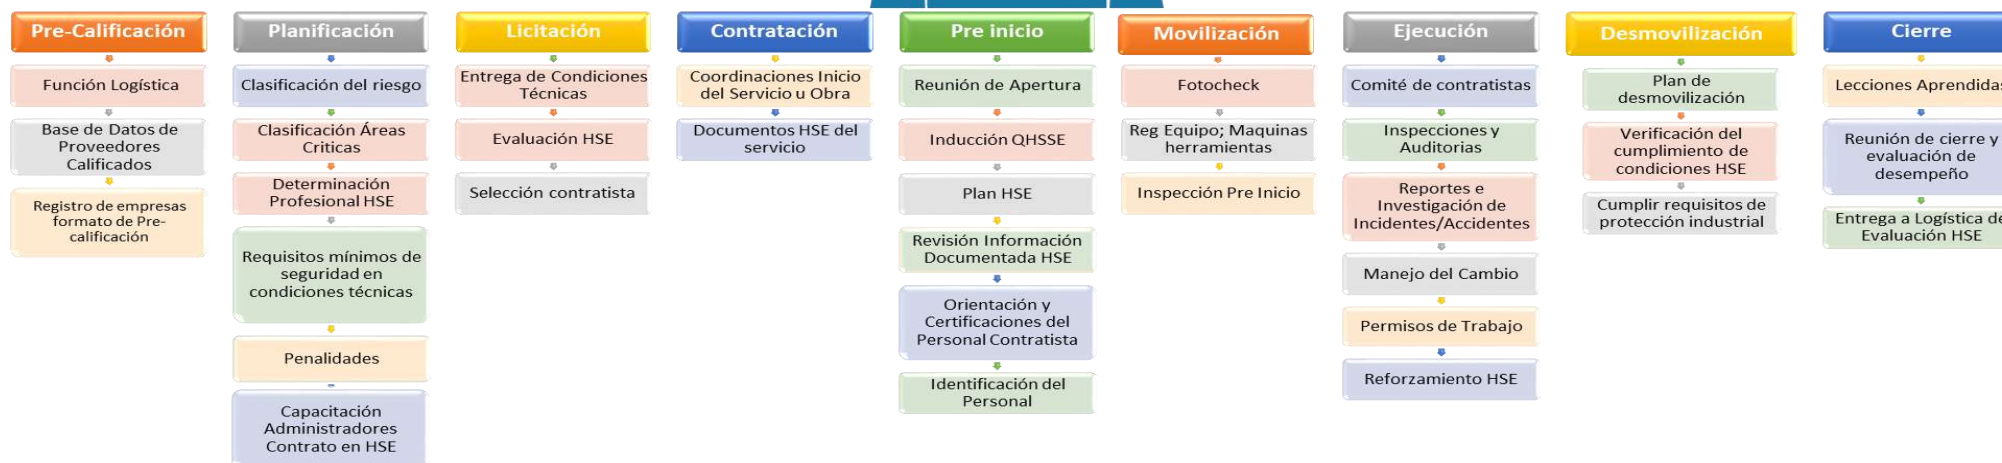 Pre-Calificación
Función Logística
Base de Datos de
Proveedores
Calificados
Registro de empresas
formato de Pre-
calificación
Planificación
Clasificación del riesgo
Clasificación Áreas
Criticas
Determinación
Profesional HSE
Requisitos mínimos de
seguridad en
condiciones técnicas
Penalidades
Capacitación
Administradores
Contrato en HSE
Licitación
Entrega de Condiciones
Técnicas
Evaluación HSE
Selección contratista
Contratación
Coordinaciones Inicio
del Servicio u Obra
Documentos HSE del
servicio
Pre inicio
Reunión de Apertura
Inducción QHSSE
Plan HSE
Revisión Información
Documentada HSE
Orientación y
Certificaciones del
Personal Contratista
Identificación del
Personal
Movilización
Fotocheck
Reg Equipo; Maquinas
herramientas
Inspección Pre Inicio
Ejecución
Comité de contratistas
Inspecciones y
Auditorias
Reportes e
Investigación de
Incidentes/Accidentes
Manejo del Cambio
Permisos de Trabajo
Reforzamiento HSE
Desmovilización
Plan de
desmovilización
Verificación del
cumplimiento de
condiciones HSE
Cumplir requisitos de
protección industrial
Cierre
Lecciones Aprendidas
Reunión de cierre y
evaluación de
desempeño
Entrega a Logística de
Evaluación HSE